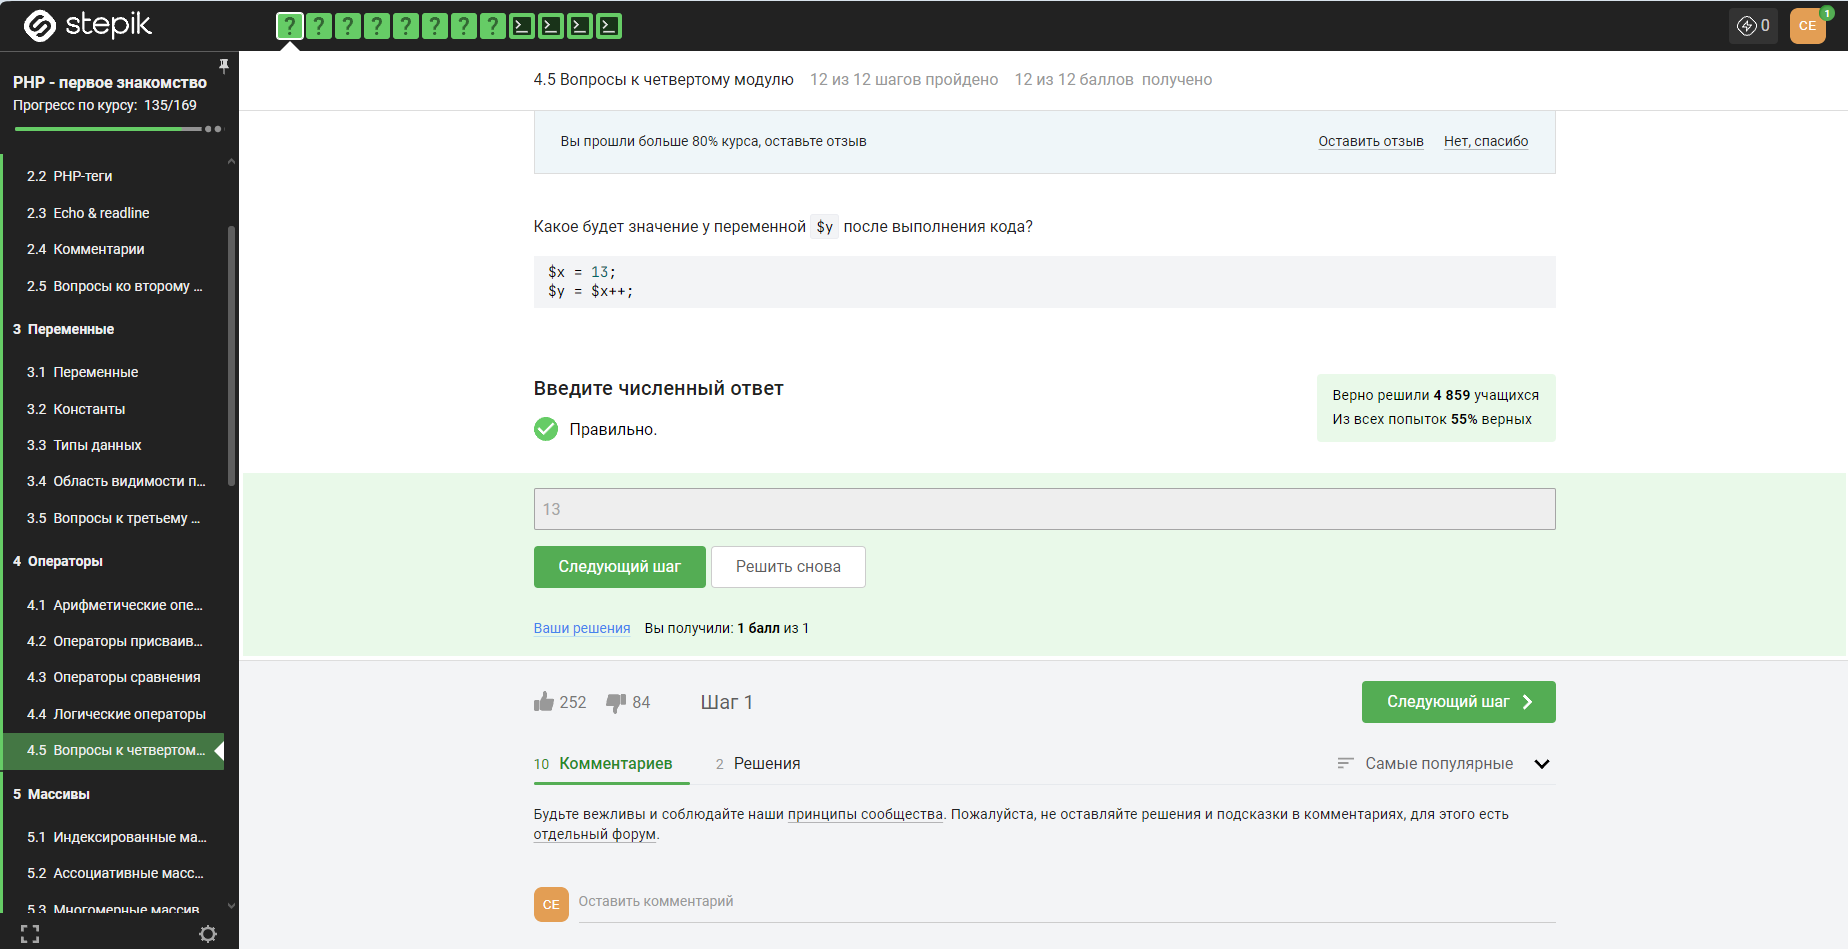 stepik
0
CE
1
PHP - первое знакомство
Прогресс по курсу: 135/169
2.2 PHP-теги
2.3 Echo & readline
2.4 Комментарии
2.5 Вопросы ко второму ...
3 Переменные
3.1 Переменные
3.2 Константы
3.3 Типы данных
3.4 Область видимости п...
3.5 Вопросы к третьему ...
4 Операторы
4.1 Арифметические опе...
4.2 Операторы присваив...
4.3 Операторы сравнения
4.4 Логические операторы
4.5 Вопросы к четвертом...
5 Массивы
5.1 Индексированные ма...
5.2 Ассоциативные масс...
5.3 Многомерные массив
4.5 Вопросы к четвертому модулю 12 из 12 шагов пройдено 12 из 12 баллов получено
Вы прошли больше 80% курса, оставьте отзыв Оставить отзыв Нет, спасибо
Какое будет значение у переменной $y после выполнения кода?
$x = 13;
$y = $x++;
Введите численный ответ
Правильно.
Верно решили 4 859 учащихся
Из всех попыток 55% верных
13
Следующий шаг Решить снова
Ваши решения Вы получили: 1 балл из 1
252 84 Шаг 1 Следующий шаг
10 Комментариев 2 Решения Самые популярные
Будьте вежливы и соблюдайте наши принципы сообщества. Пожалуйста, не оставляйте решения и подсказки в комментариях, для этого есть
отдельный форум.
CE Оставить комментарий